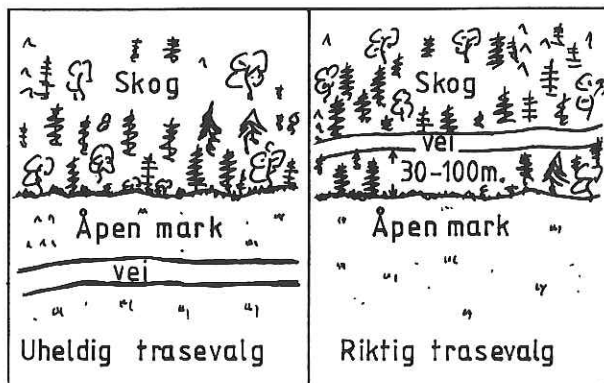 Skog
Åpen mark
vei
Uheldig trasevalg
Skog
vei
30-100m.
Åpen mark
Riktig trasevalg